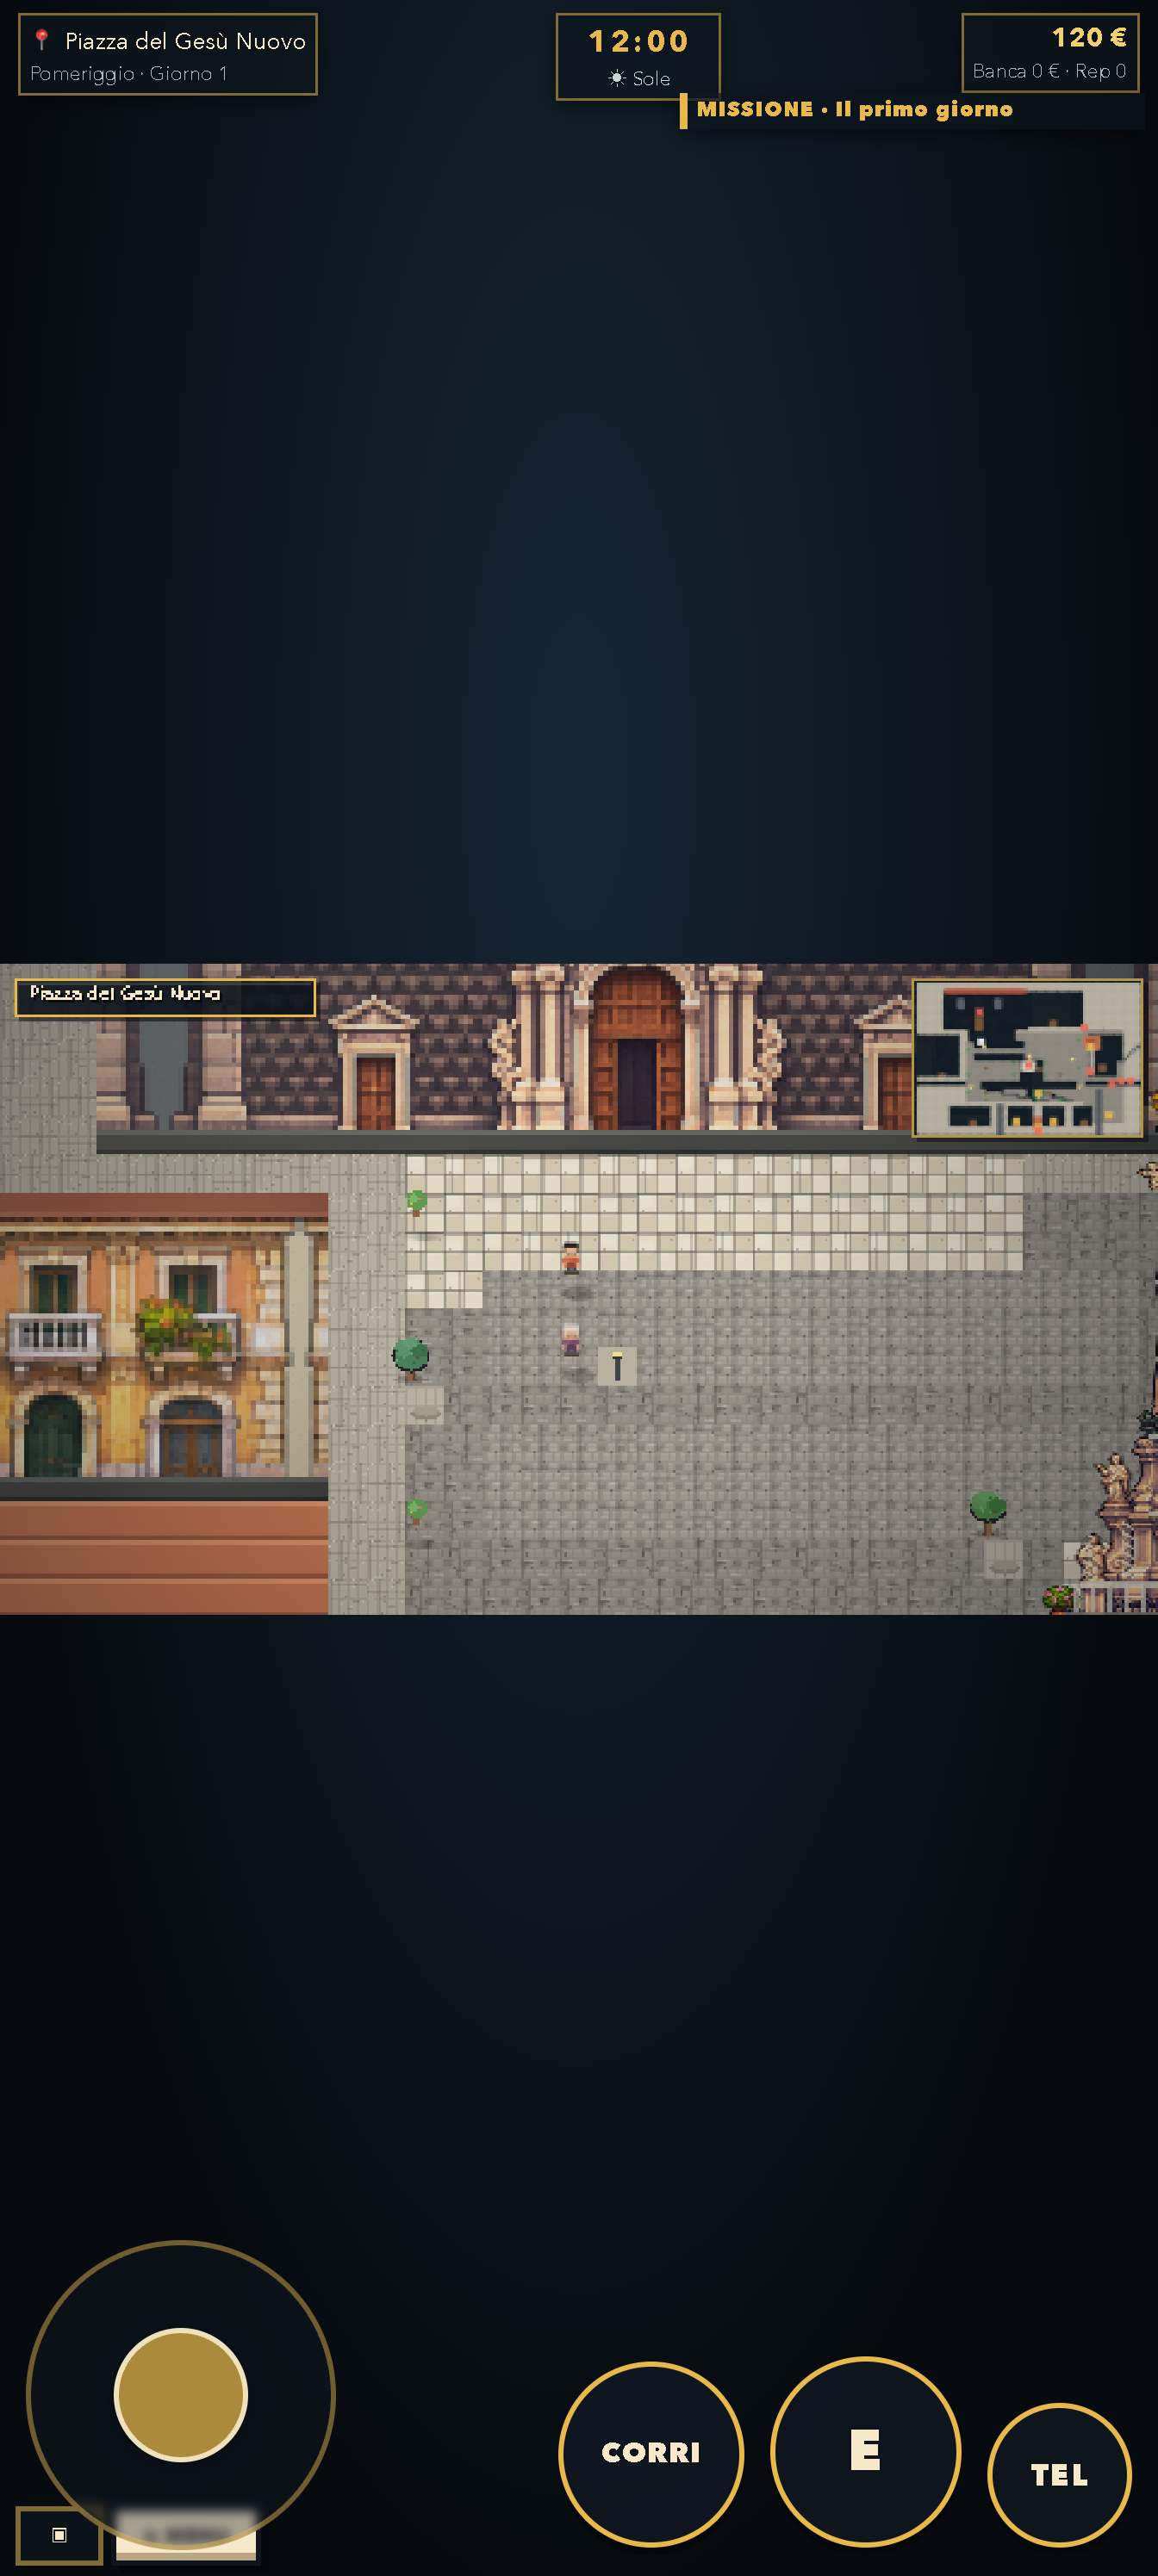 Piazza del Gesù Nuovo
Pomeriggio · Giorno 1
12:00
☀ Sole
120 €
Banca 0 € · Rep 0
MISSIONE · Il primo giorno
Piazza del Gesù Nuovo
CORRI
E
TEL